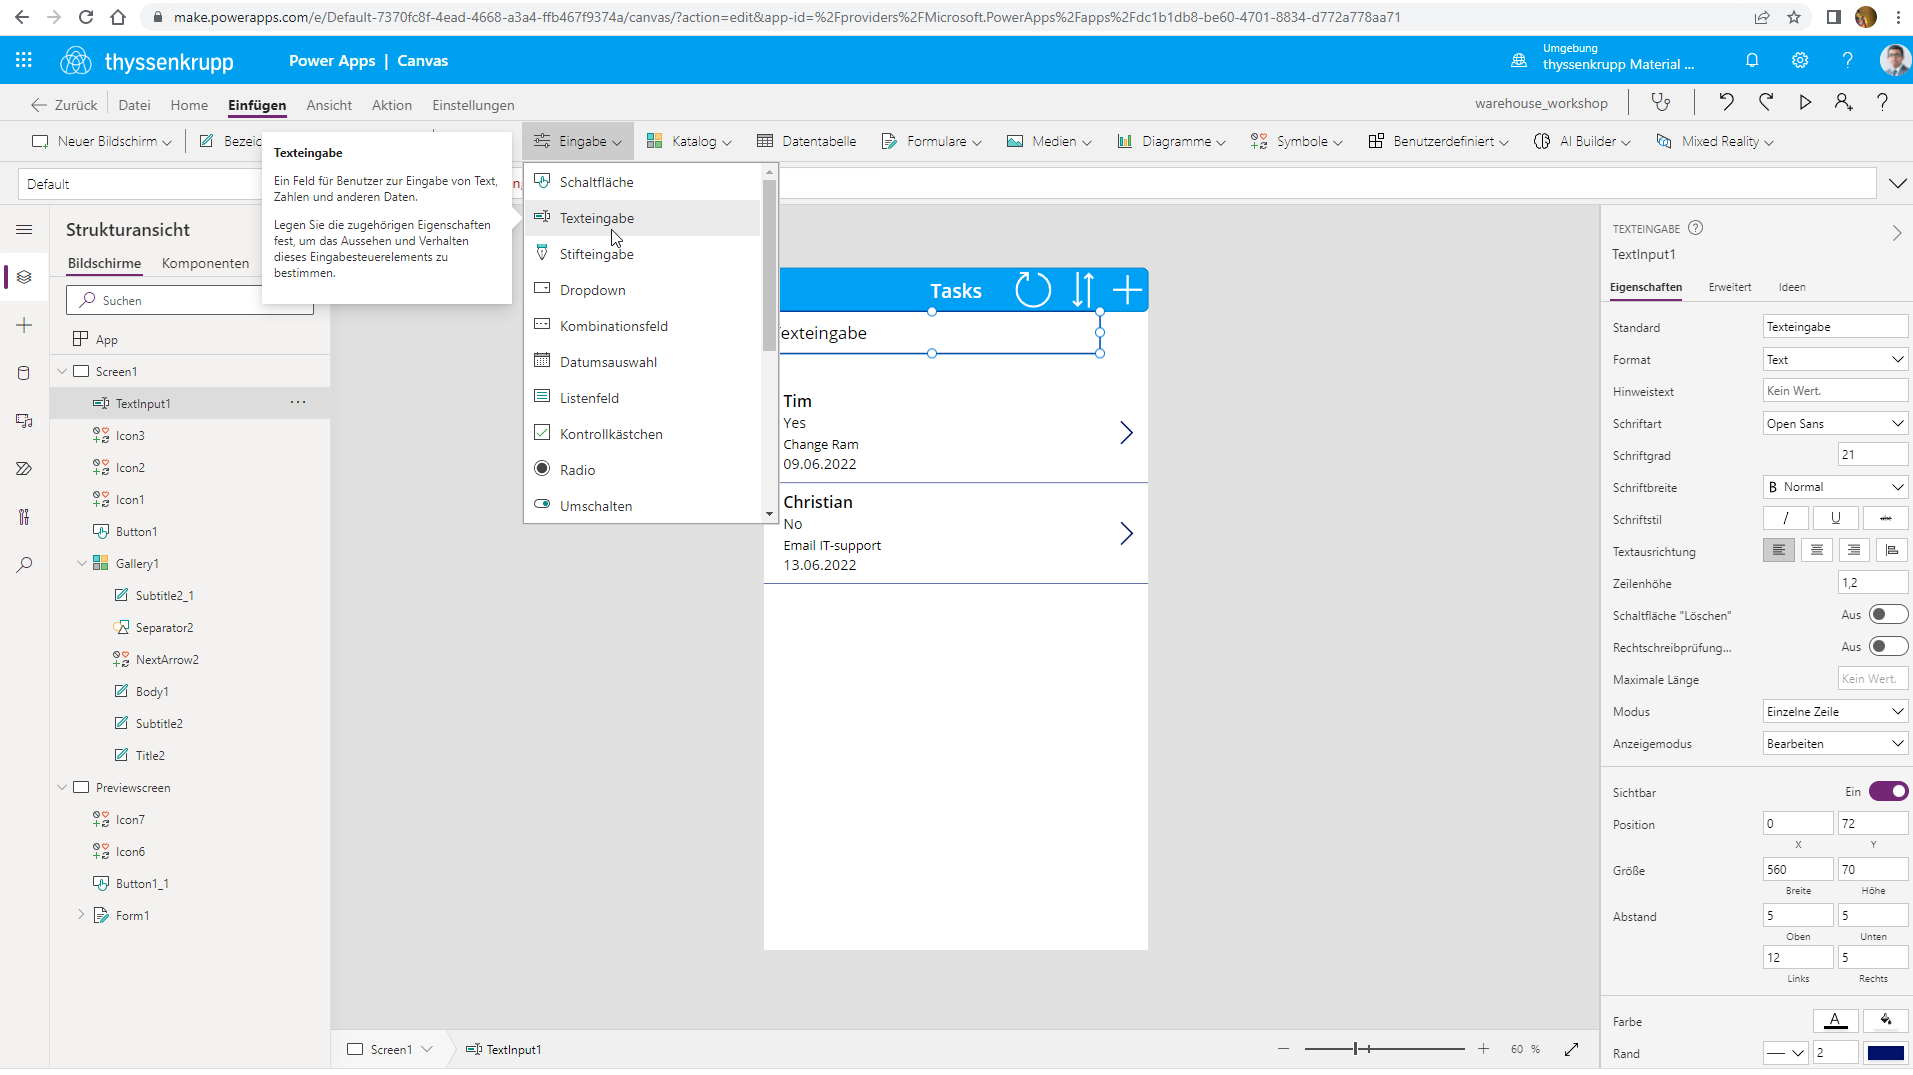 make.powerapps.com/e/Default-7370fc8f-4ead-4668-a3a4-ffb467f9374a/canvas/?action=edit&app-id=%2Fproviders%2FMicrosoft.PowerApps%2Fapps%2Fdc1b1db8-be60-4701-8834-d772a778aa71
thyssenkrupp
Power Apps | Canvas
Umgebung
thyssenkrupp Material ...
Zurück
Datei
Home
Einfügen
Ansicht
Aktion
Einstellungen
warehouse_workshop
Neuer Bildschirm
Bezeic
Eingabe
Katalog
Datentabelle
Formulare
Medien
Diagramme
Symbole
Benutzerdefiniert
AI Builder
Mixed Reality
Default
Texteingabe
Ein Feld für Benutzer zur Eingabe von Text,
Zahlen und anderen Daten.
Legen Sie die zugehörigen Eigenschaften
fest, um das Aussehen und Verhalten
dieses Eingabesteuerelements zu
bestimmen.
Schaltfläche
Texteingabe
Stifteingabe
Dropdown
Kombinationsfeld
Datumsauswahl
Listenfeld
Kontrollkästchen
Radio
Umschalten
Strukturansicht
Bildschirme
Komponenten
Suchen
App
Screen1
TextInput1
Icon3
Icon2
Icon1
Button1
Gallery1
Subtitle2_1
Separator2
NextArrow2
Body1
Subtitle2
Title2
Previewscreen
Icon7
Icon6
Button1_1
Form1
Tasks
exteingabe
Tim
Yes
Change Ram
09.06.2022
Christian
No
Email IT-support
13.06.2022
Screen1
TextInput1
60 %
TEXTEINGABE
TextInput1
Eigenschaften
Erweitert
Ideen
Standard
Texteingabe
Format
Text
Hinweistext
Kein Wert.
Schriftart
Open Sans
Schriftgrad
21
Schriftbreite
B Normal
Schriftstil
/ U abc
Textausrichtung
Zeilenhöhe
1,2
Schaltfläche "Löschen"
Aus
Rechtschreibprüfung...
Aus
Maximale Länge
Kein Wert.
Modus
Einzelne Zeile
Anzeigemodus
Bearbeiten
Sichtbar
Ein
Position
0
72
X
Y
Größe
560
70
Breite
Höhe
Abstand
5
5
Oben
Unten
12
5
Links
Rechts
Farbe
A
Rand
2